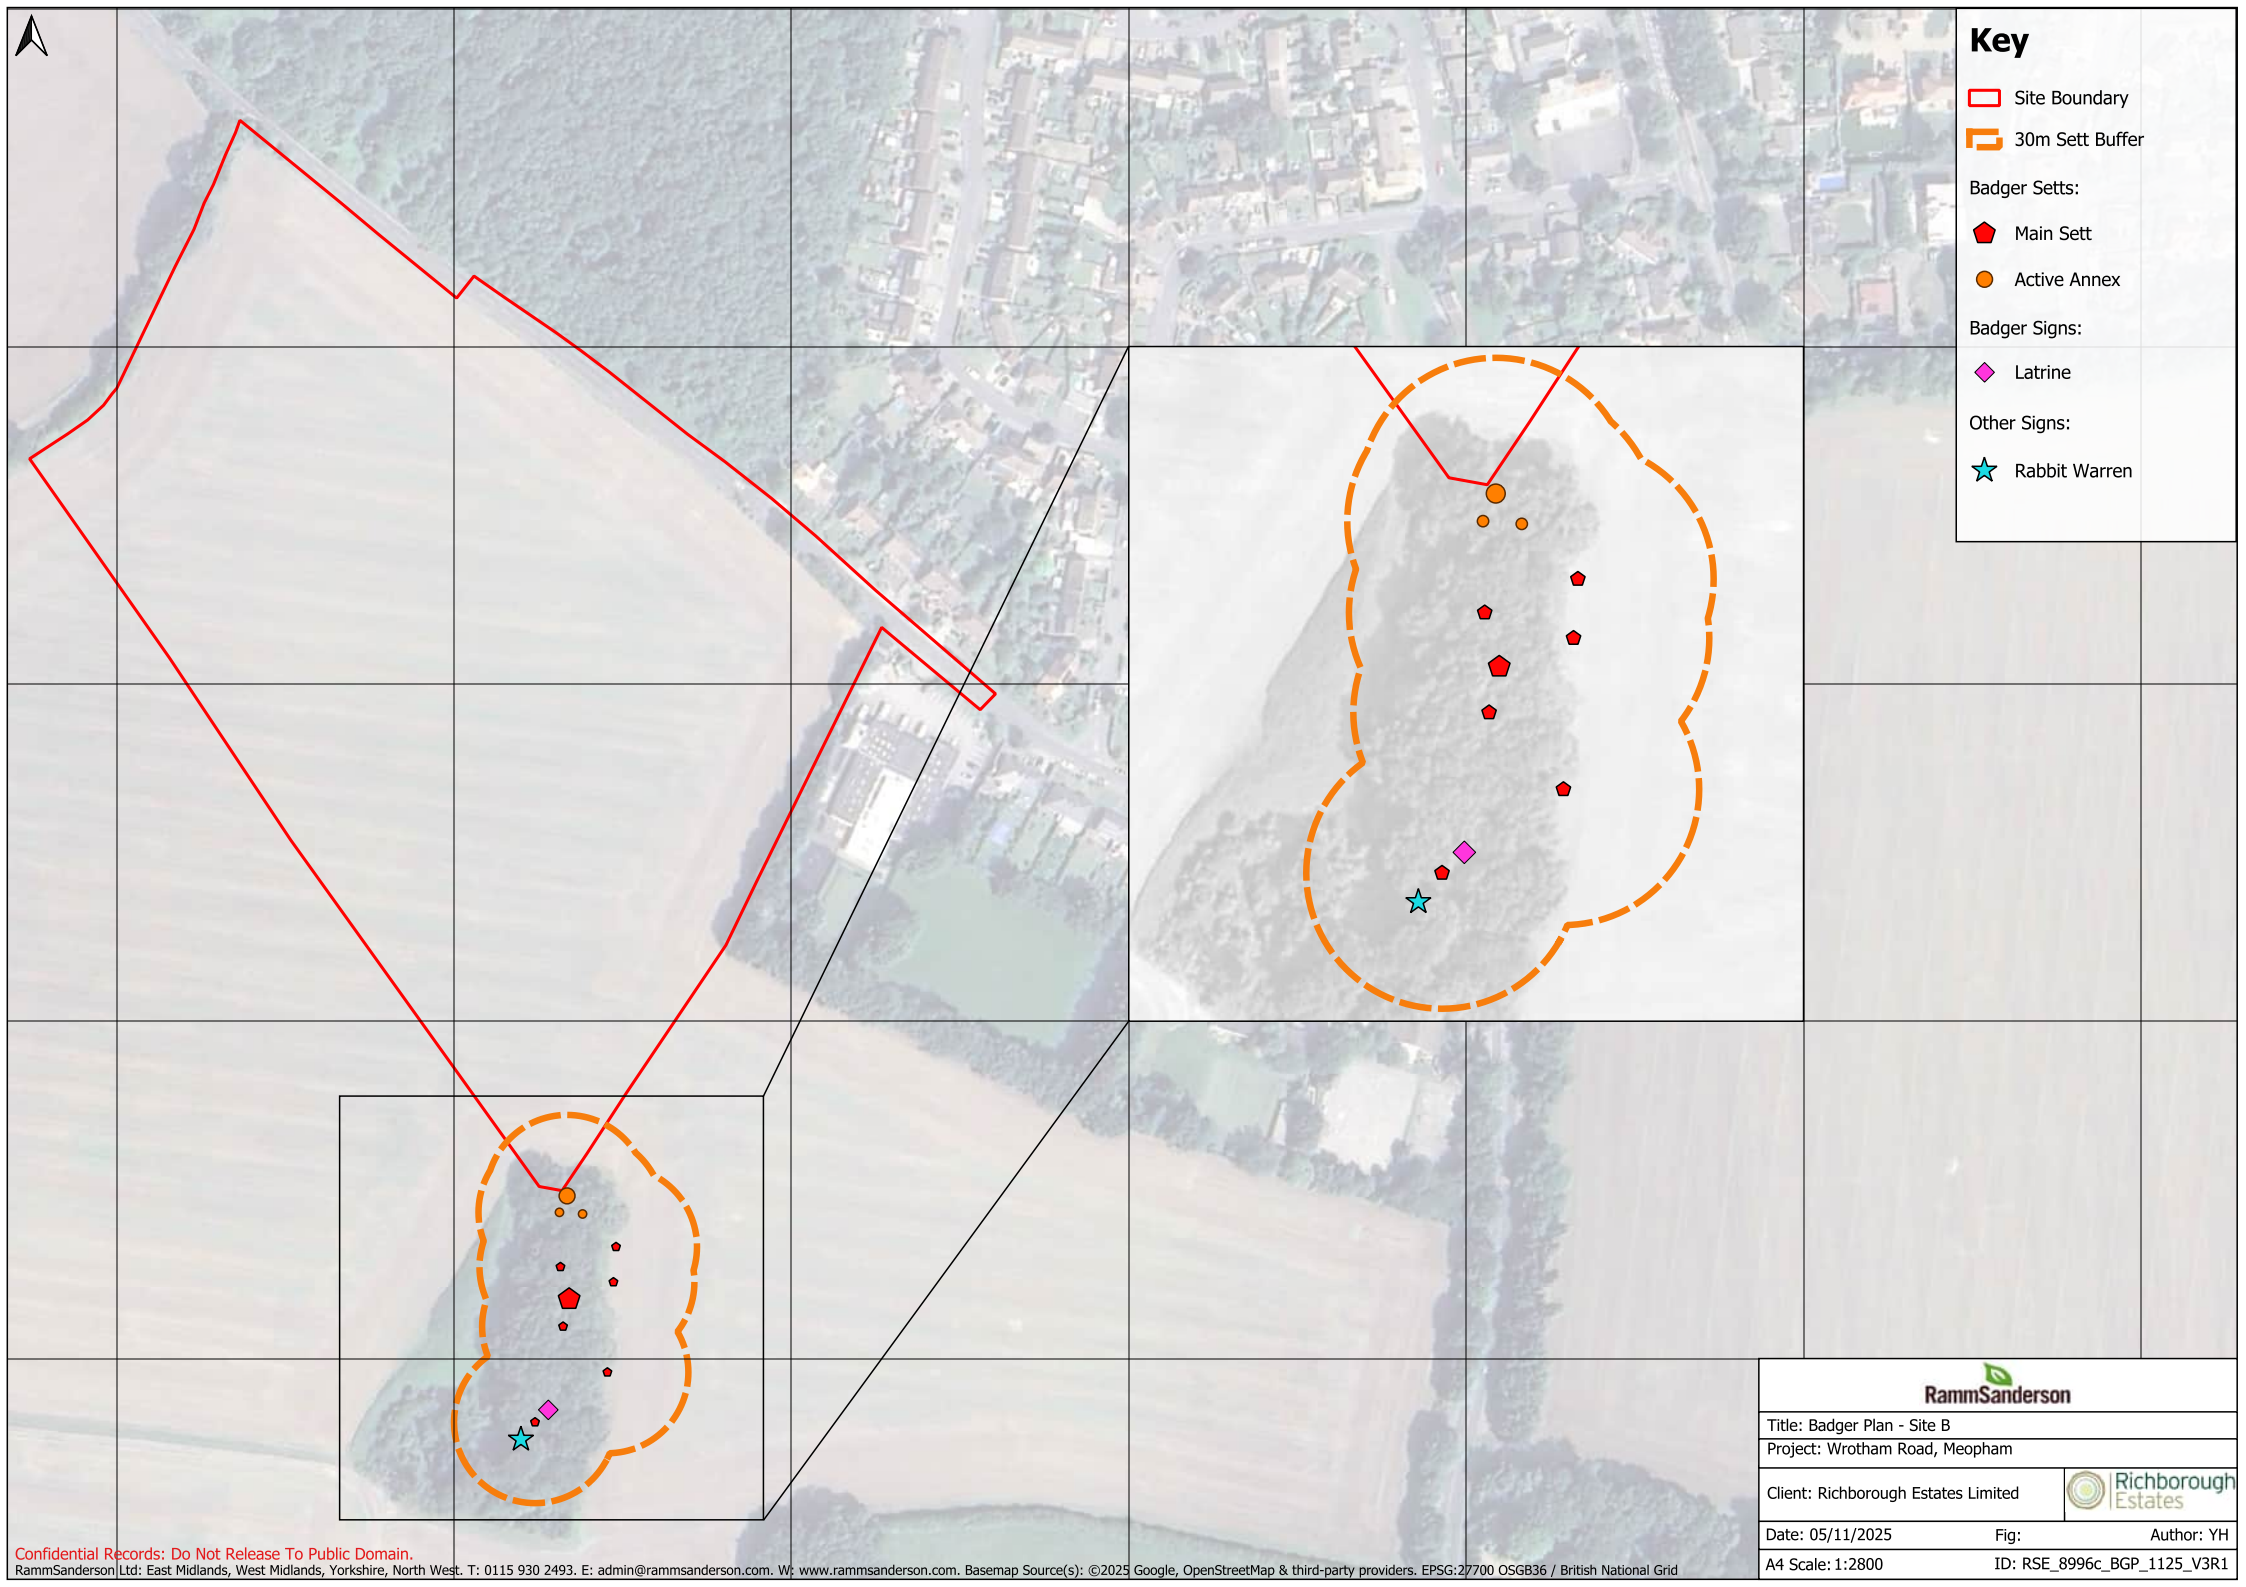 Key
Site Boundary
30m Sett Buffer
Badger Setts:
Main Sett
Active Annex
Badger Signs:
Latrine
Other Signs:
Rabbit Warren
RammSanderson
Title: Badger Plan - Site B
Project: Wrotham Road, Meopham
Client: Richborough Estates Limited
Richborough
Estates
Date: 05/11/2025 Fig: Author: YH
A4 Scale: 1:2800 ID: RSE_8996c_BGP_1125_V3R1
Confidential Records: Do Not Release To Public Domain.
RammSanderson Ltd: East Midlands, West Midlands, Yorkshire, North West. T: 0115 930 2493. E: admin@rammsanderson.com. W: www.rammsanderson.com. Basemap Source(s): ©2025 Google, OpenStreetMap & third-party providers. EPSG:27700 OSGB36 / British National Grid